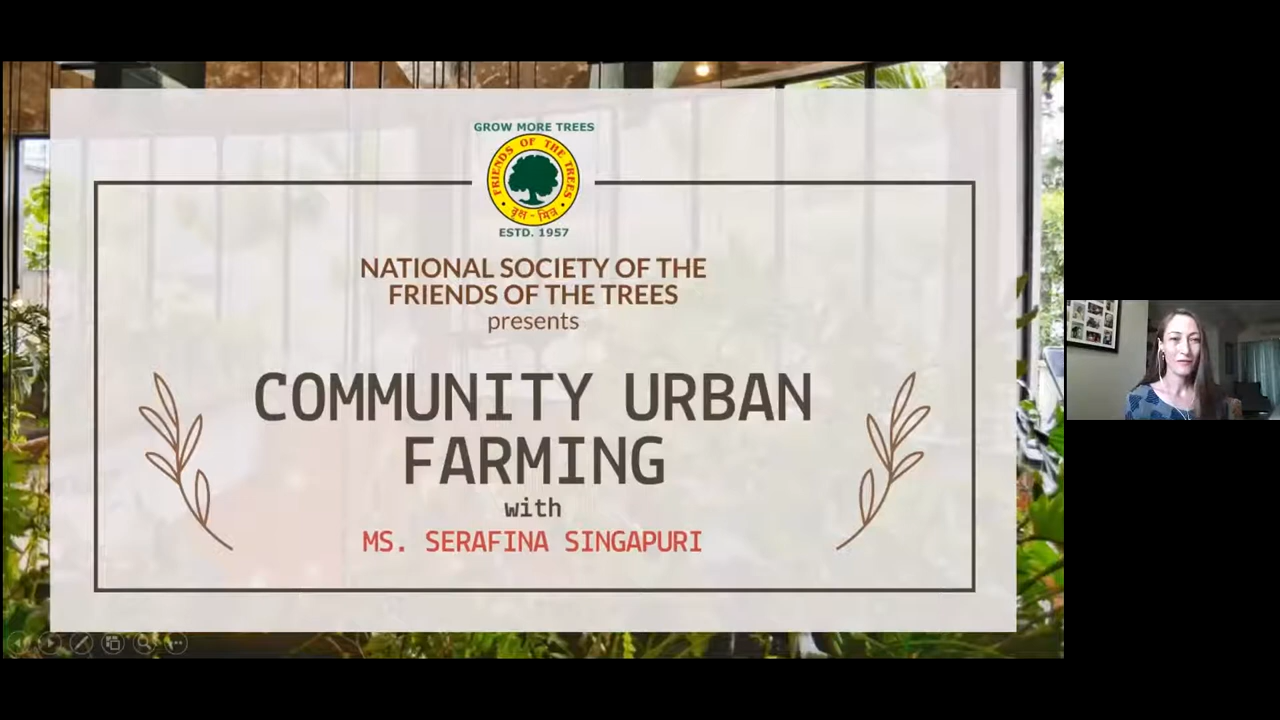 GROW MORE TREES
FRIENDS OF THE TREES
वृक्ष - मित्र
ESTD. 1957
NATIONAL SOCIETY OF THE
FRIENDS OF THE TREES
presents
COMMUNITY URBAN
FARMING
with
MS. SERAFINA SINGAPURI